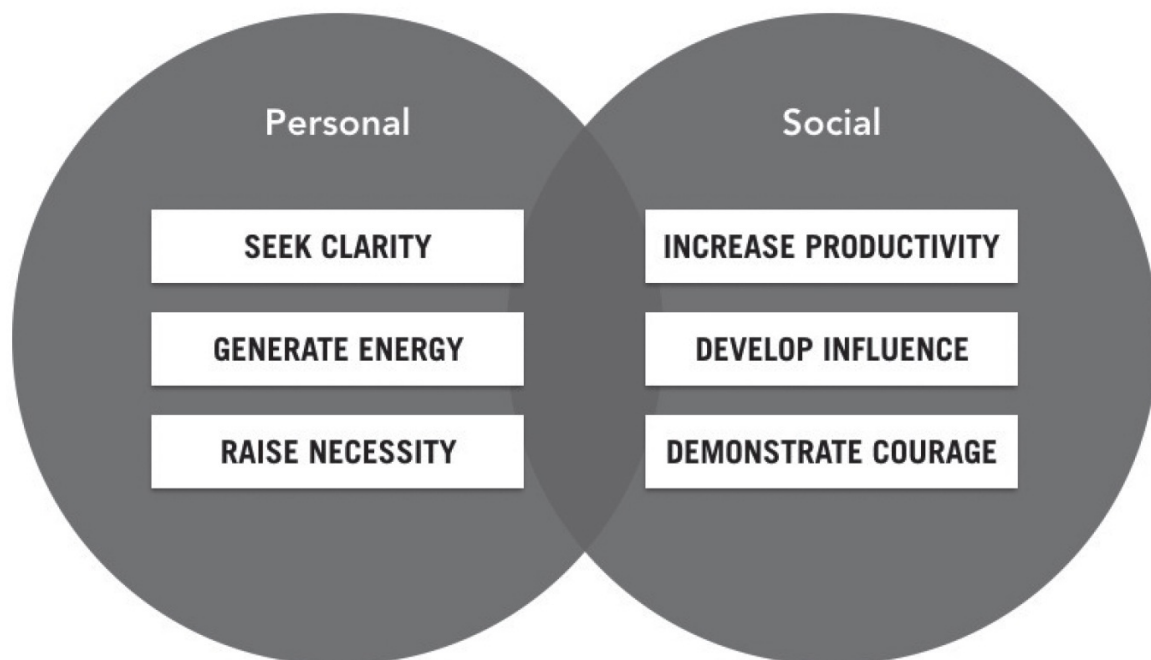 Personal
SEEK CLARITY
GENERATE ENERGY
RAISE NECESSITY
Social
INCREASE PRODUCTIVITY
DEVELOP INFLUENCE
DEMONSTRATE COURAGE